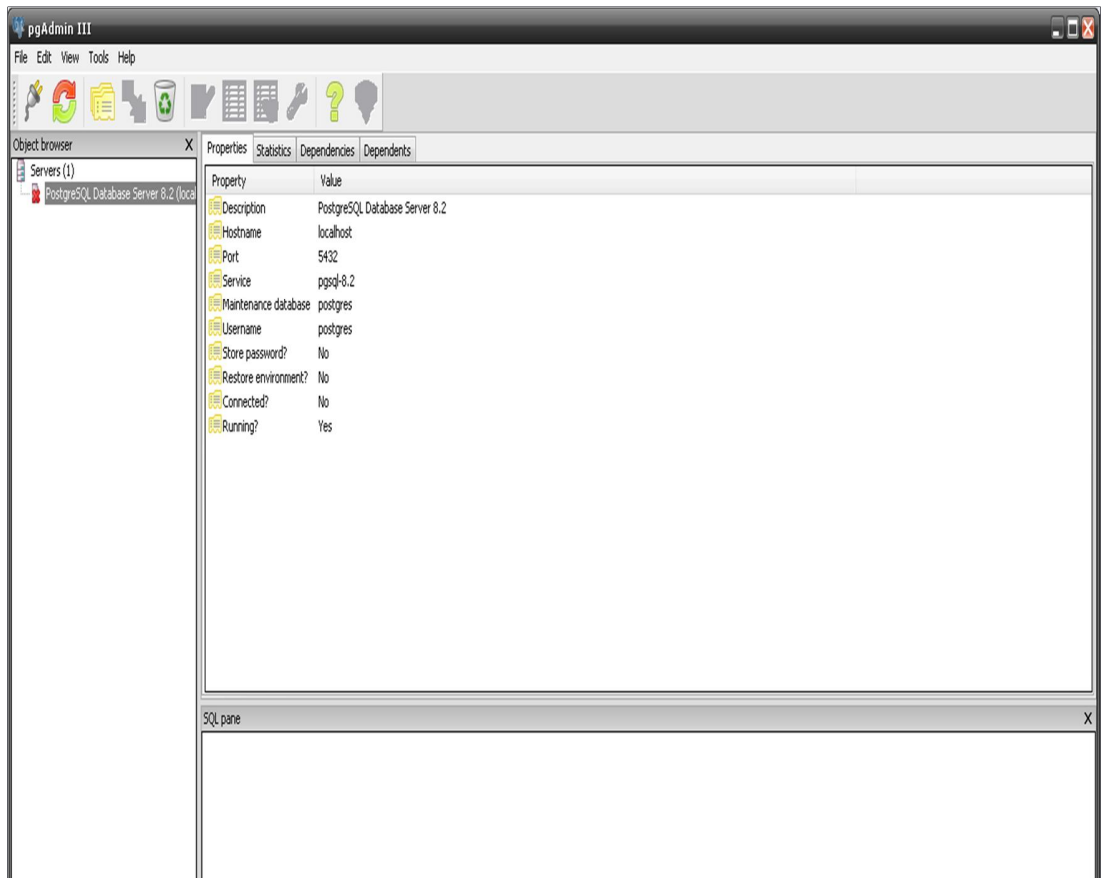 pgAdmin III
File Edit View Tools Help
Object browser X
Servers (1)
PostgreSQL Database Server 8.2 (local
Properties Statistics Dependencies Dependents
Property Value
Description PostgreSQL Database Server 8.2
Hostname localhost
Port 5432
Service pgsql-8.2
Maintenance database postgres
Username postgres
Store password? No
Restore environment? No
Connected? No
Running? Yes
SQL pane X